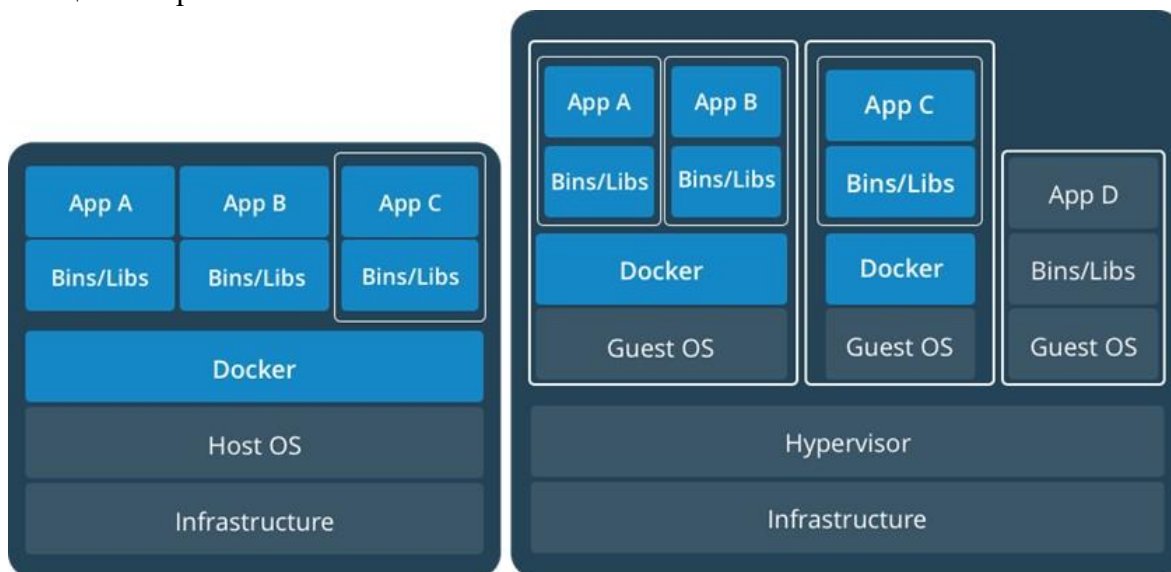 App A
App B
App C
Bins/Libs
Bins/Libs
Bins/Libs
Docker
Host OS
Infrastructure
App A
App B
App C
App D
Bins/Libs
Bins/Libs
Bins/Libs
Bins/Libs
Docker
Docker
Guest OS
Guest OS
Guest OS
Hypervisor
Infrastructure